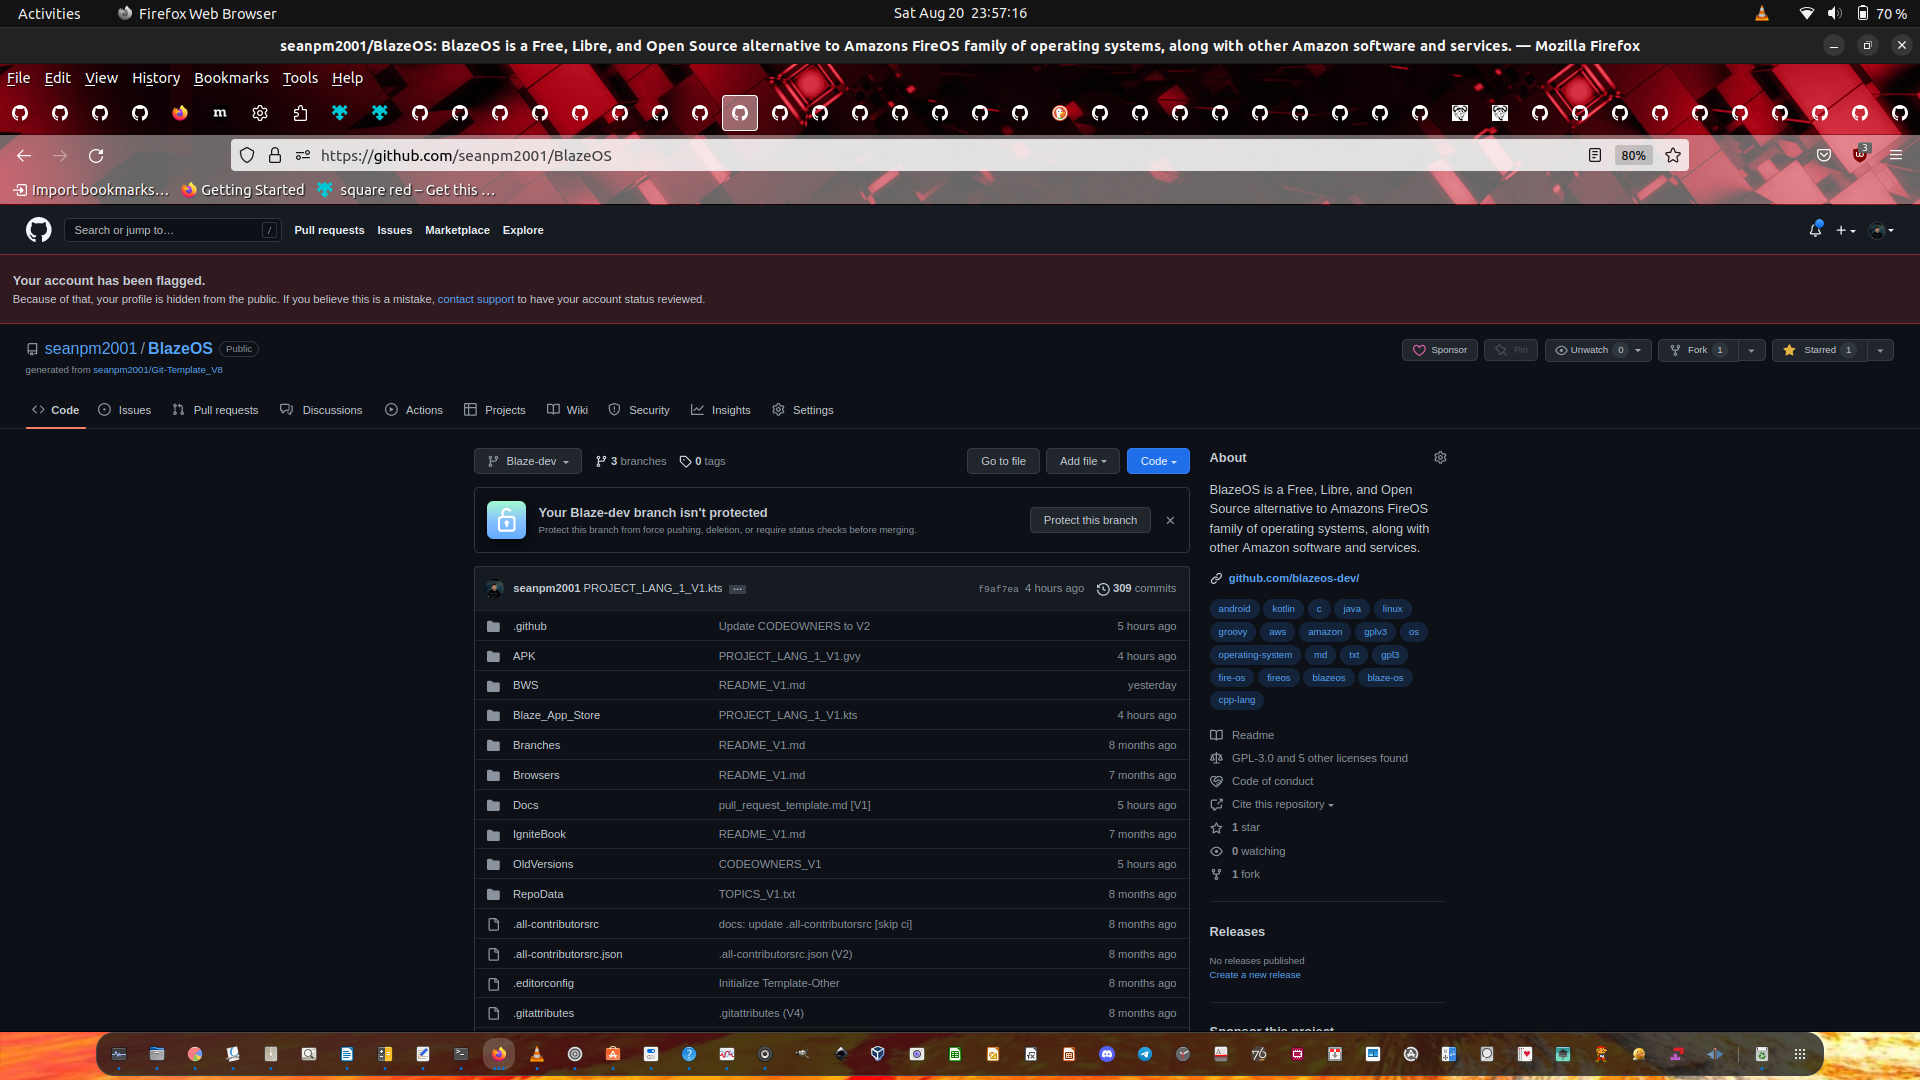 Activities Firefox Web Browser Sat Aug 20 23:57:16 70 %
seanpm2001/BlazeOS: BlazeOS is a Free, Libre, and Open Source alternative to Amazons FireOS family of operating systems, along with other Amazon software and services. — Mozilla Firefox
File Edit View History Bookmarks Tools Help
https://github.com/seanpm2001/BlazeOS 80% 3
Import bookmarks… Getting Started square red – Get this …
Search or jump to… / Pull requests Issues Marketplace Explore
Your account has been flagged.
Because of that, your profile is hidden from the public. If you believe this is a mistake, contact support to have your account status reviewed.
seanpm2001 / BlazeOS Public Sponsor Pin Unwatch 0 Fork 1 Starred 1
generated from seanpm2001/Git-Template_V8
Code Issues Pull requests Discussions Actions Projects Wiki Security Insights Settings
Blaze-dev 3 branches 0 tags Go to file Add file Code
Your Blaze-dev branch isn't protected
Protect this branch from force pushing, deletion, or require status checks before merging.
Protect this branch
seanpm2001 PROJECT_LANG_1_V1.kts ... f9af7ea 4 hours ago 309 commits
.github Update CODEOWNERS to V2 5 hours ago
APK PROJECT_LANG_1_V1.gvy 4 hours ago
BWS README_V1.md yesterday
Blaze_App_Store PROJECT_LANG_1_V1.kts 4 hours ago
Branches README_V1.md 8 months ago
Browsers README_V1.md 7 months ago
Docs pull_request_template.md [V1] 5 hours ago
IgniteBook README_V1.md 7 months ago
OldVersions CODEOWNERS_V1 5 hours ago
RepoData TOPICS_V1.txt 8 months ago
.all-contributorsrc docs: update .all-contributorsrc [skip ci] 8 months ago
.all-contributorsrc.json .all-contributorsrc.json (V2) 8 months ago
.editorconfig Initialize Template-Other 8 months ago
.gitattributes .gitattributes (V4) 8 months ago
About
BlazeOS is a Free, Libre, and Open
Source alternative to Amazons FireOS
family of operating systems, along with
other Amazon software and services.
github.com/blazeos-dev/
android kotlin c java linux
groovy aws amazon gplv3 os
operating-system md txt gpl3
fire-os fireos blazeos blaze-os
cpp-lang
Readme
GPL-3.0 and 5 other licenses found
Code of conduct
Cite this repository
1 star
0 watching
1 fork
Releases
No releases published
Create a new release
Sponsor this project